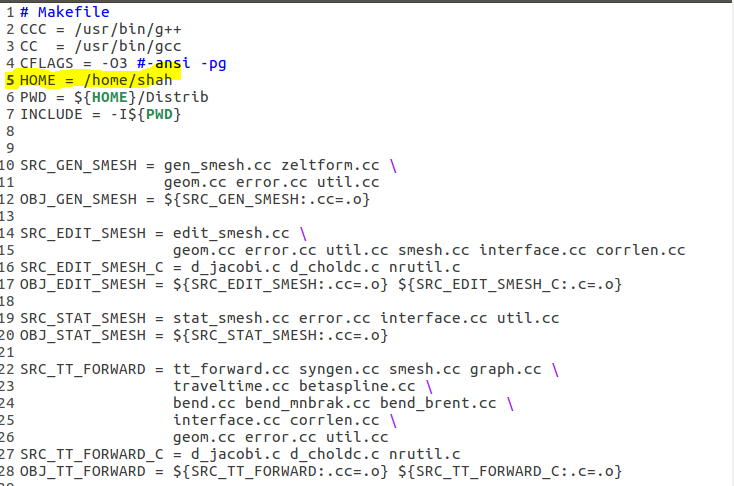 1 # Makefile
2 CCC = /usr/bin/g++
3 CC  = /usr/bin/gcc
4 CFLAGS = -O3 #-ansi -pg
5 HOME = /home/shah
6 PWD = ${HOME}/Distrib
7 INCLUDE = -I${PWD}
8
9
10 SRC_GEN_SMESH = gen_smesh.cc zeltform.cc \
11                 geom.cc error.cc util.cc
12 OBJ_GEN_SMESH = ${SRC_GEN_SMESH:.cc=.o}
13
14 SRC_EDIT_SMESH = edit_smesh.cc \
15                  geom.cc error.cc util.cc smesh.cc interface.cc corrlen.cc
16 SRC_EDIT_SMESH_C = d_jacobi.c d_choldc.c nrutil.c
17 OBJ_EDIT_SMESH = ${SRC_EDIT_SMESH:.cc=.o} ${SRC_EDIT_SMESH_C:.c=.o}
18
19 SRC_STAT_SMESH = stat_smesh.cc error.cc interface.cc util.cc
20 OBJ_STAT_SMESH = ${SRC_STAT_SMESH:.cc=.o}
21
22 SRC_TT_FORWARD = tt_forward.cc syngen.cc smesh.cc graph.cc \
23                  traveltime.cc betaspline.cc \
24                  bend.cc bend_mnbrak.cc bend_brent.cc \
25                  interface.cc corrlen.cc \
26                  geom.cc error.cc util.cc
27 SRC_TT_FORWARD_C = d_jacobi.c d_choldc.c nrutil.c
28 OBJ_TT_FORWARD = ${SRC_TT_FORWARD:.cc=.o} ${SRC_TT_FORWARD_C:.c=.o}